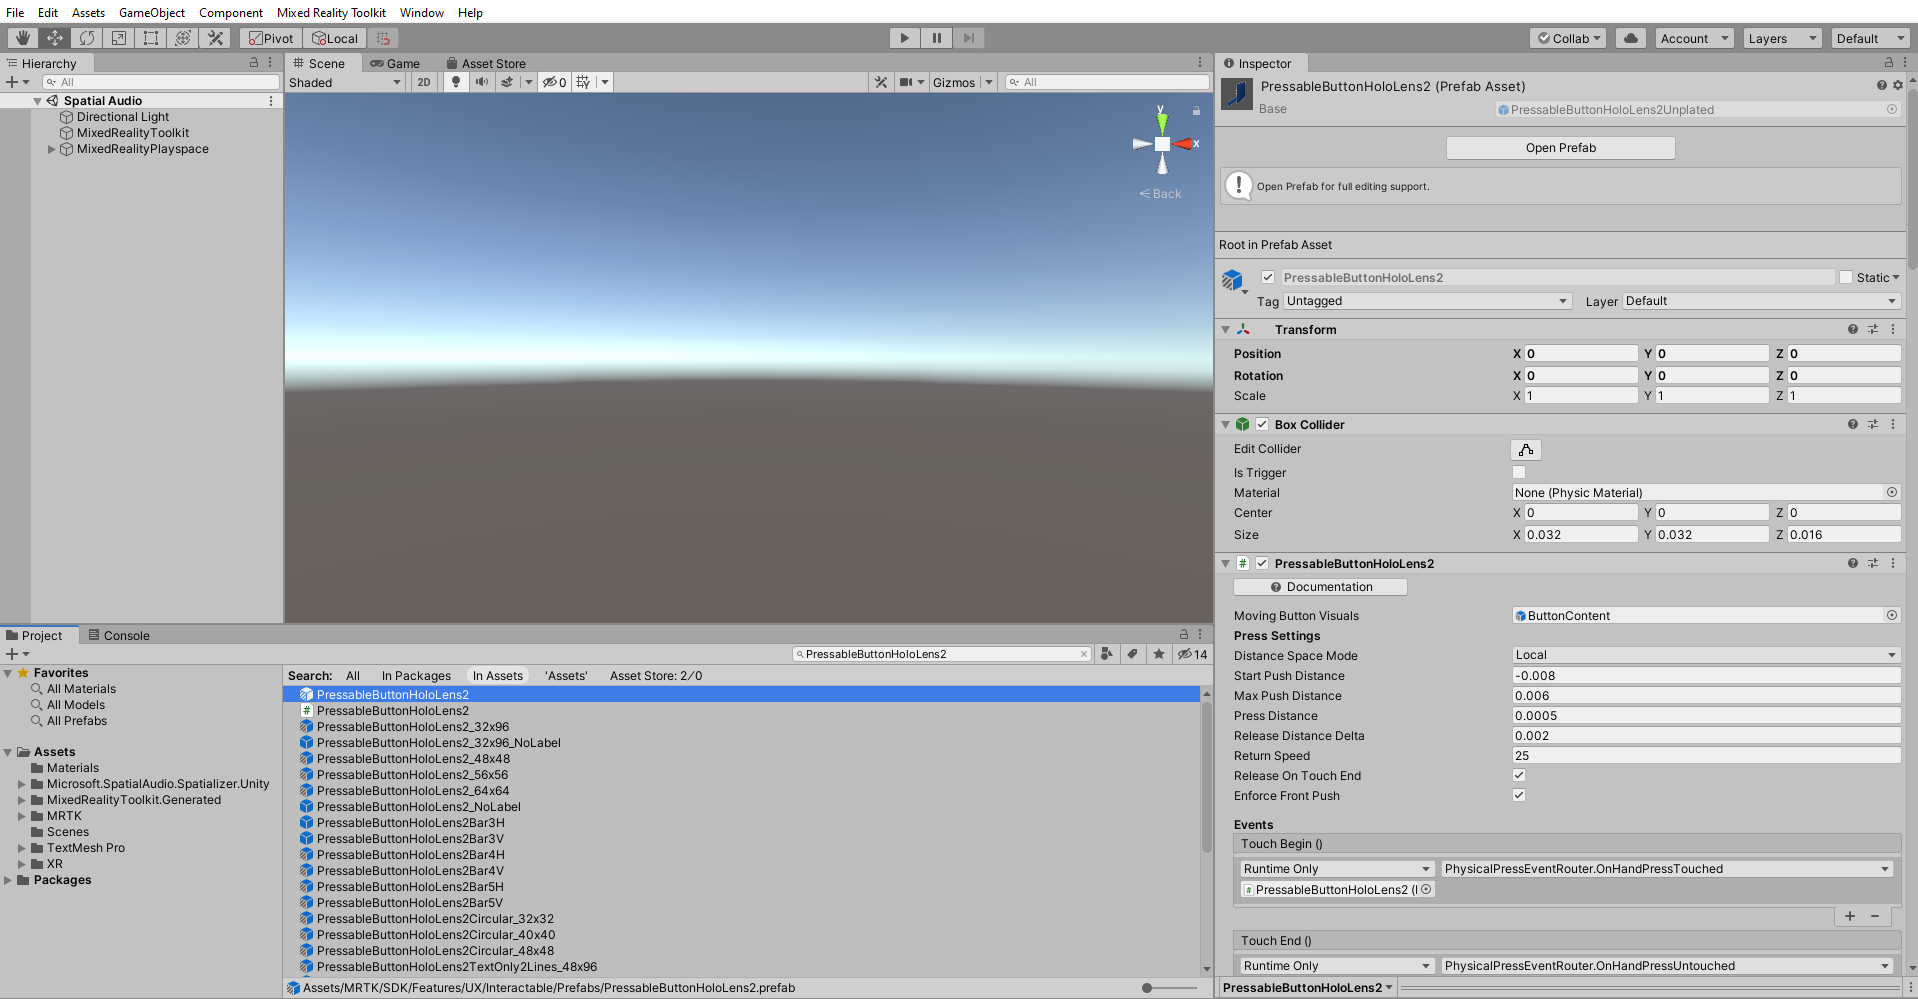 File Edit Assets GameObject Component Mixed Reality Toolkit Window Help
Pivot Local Collab Account Layers Default
Hierarchy
All
Spatial Audio
Directional Light
MixedRealityToolkit
MixedRealityPlayspace
Scene Game Asset Store
Shaded 2D 0 Gizmos All
y
x
Back
Project Console
PressableButtonHoloLens2 14
Favorites
All Materials
All Models
All Prefabs
Assets
Materials
Microsoft.SpatialAudio.Spatializer.Unity
MixedRealityToolkit.Generated
MRTK
Scenes
TextMesh Pro
XR
Packages
Search: All In Packages In Assets 'Assets' Asset Store: 2/0
PressableButtonHoloLens2
PressableButtonHoloLens2
PressableButtonHoloLens2_32x96
PressableButtonHoloLens2_32x96_NoLabel
PressableButtonHoloLens2_48x48
PressableButtonHoloLens2_56x56
PressableButtonHoloLens2_64x64
PressableButtonHoloLens2_NoLabel
PressableButtonHoloLens2Bar3H
PressableButtonHoloLens2Bar3V
PressableButtonHoloLens2Bar4H
PressableButtonHoloLens2Bar4V
PressableButtonHoloLens2Bar5H
PressableButtonHoloLens2Bar5V
PressableButtonHoloLens2Circular_32x32
PressableButtonHoloLens2Circular_40x40
PressableButtonHoloLens2Circular_48x48
PressableButtonHoloLens2TextOnly2Lines_48x96
Assets/MRTK/SDK/Features/UX/Interactable/Prefabs/PressableButtonHoloLens2.prefab
Inspector
PressableButtonHoloLens2 (Prefab Asset)
Base PressableButtonHoloLens2Unplated
Open Prefab
Open Prefab for full editing support.
Root in Prefab Asset
PressableButtonHoloLens2 Static
Tag Untagged Layer Default
Transform
Position X 0 Y 0 Z 0
Rotation X 0 Y 0 Z 0
Scale X 1 Y 1 Z 1
Box Collider
Edit Collider
Is Trigger
Material None (Physic Material)
Center X 0 Y 0 Z 0
Size X 0.032 Y 0.032 Z 0.016
# PressableButtonHoloLens2
Documentation
Moving Button Visuals ButtonContent
Press Settings
Distance Space Mode Local
Start Push Distance -0.008
Max Push Distance 0.006
Press Distance 0.0005
Release Distance Delta 0.002
Return Speed 25
Release On Touch End
Enforce Front Push
Events
Touch Begin ()
Runtime Only PhysicalPressEventRouter.OnHandPressTouched
PressableButtonHoloLens2 (
Touch End ()
Runtime Only PhysicalPressEventRouter.OnHandPressUntouched
PressableButtonHoloLens2